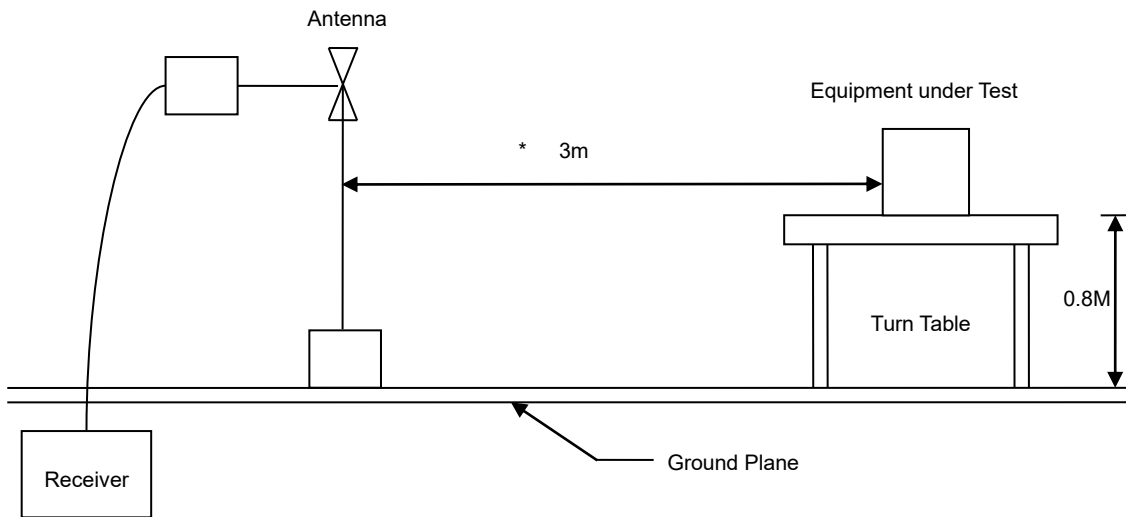 Antenna
Equipment under Test
* 3m
0.8M
Turn Table
Ground Plane
Receiver